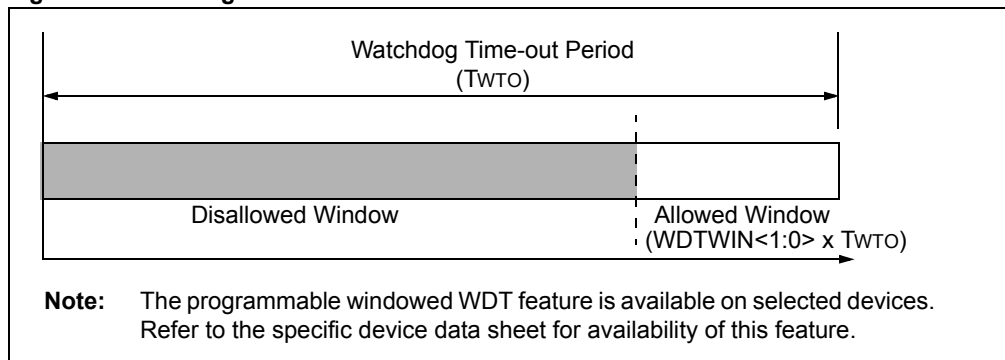 Watchdog Time-out Period
(TWTO)
Disallowed Window
Allowed Window
(WDTWIN<1:0> x TWTO)
Note: The programmable windowed WDT feature is available on selected devices.
Refer to the specific device data sheet for availability of this feature.